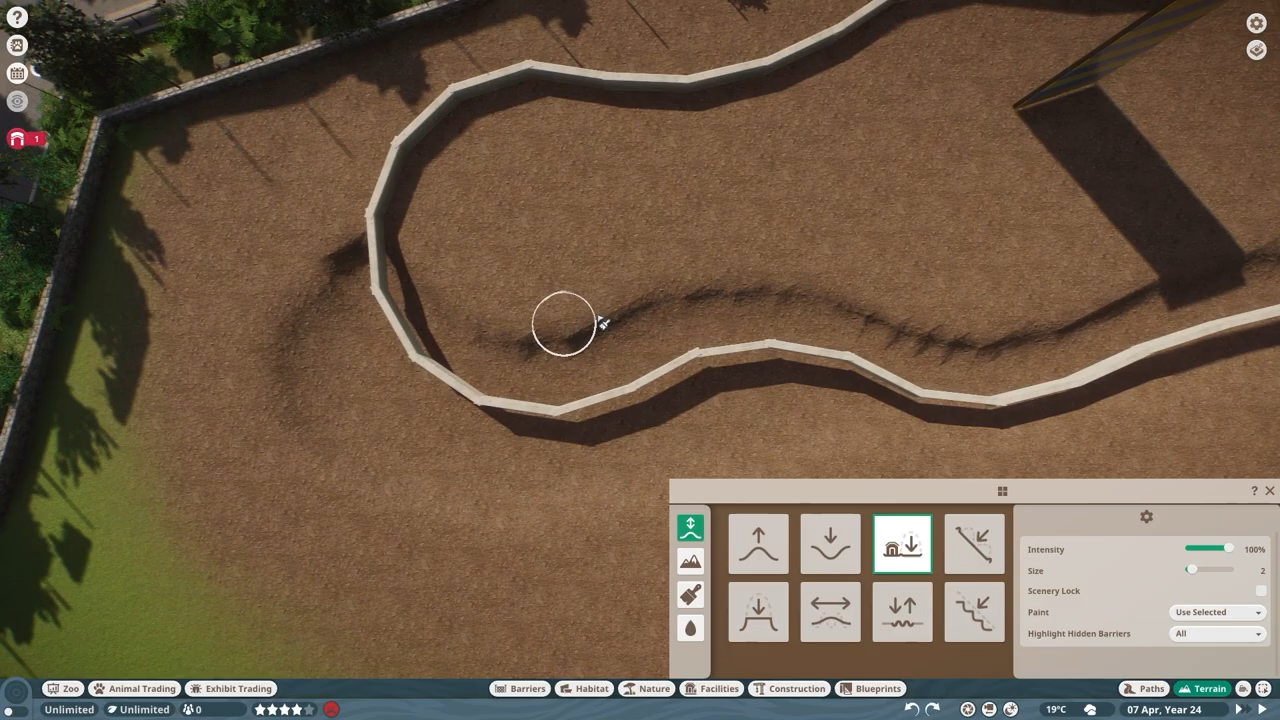 ?
1
?
Intensity 100%
Size 2
Scenery Lock
Paint Use Selected
Highlight Hidden Barriers All
Zoo Animal Trading Exhibit Trading Barriers Habitat Nature Facilities Construction Blueprints Paths Terrain
Unlimited Unlimited 0 19°C 07 Apr, Year 24